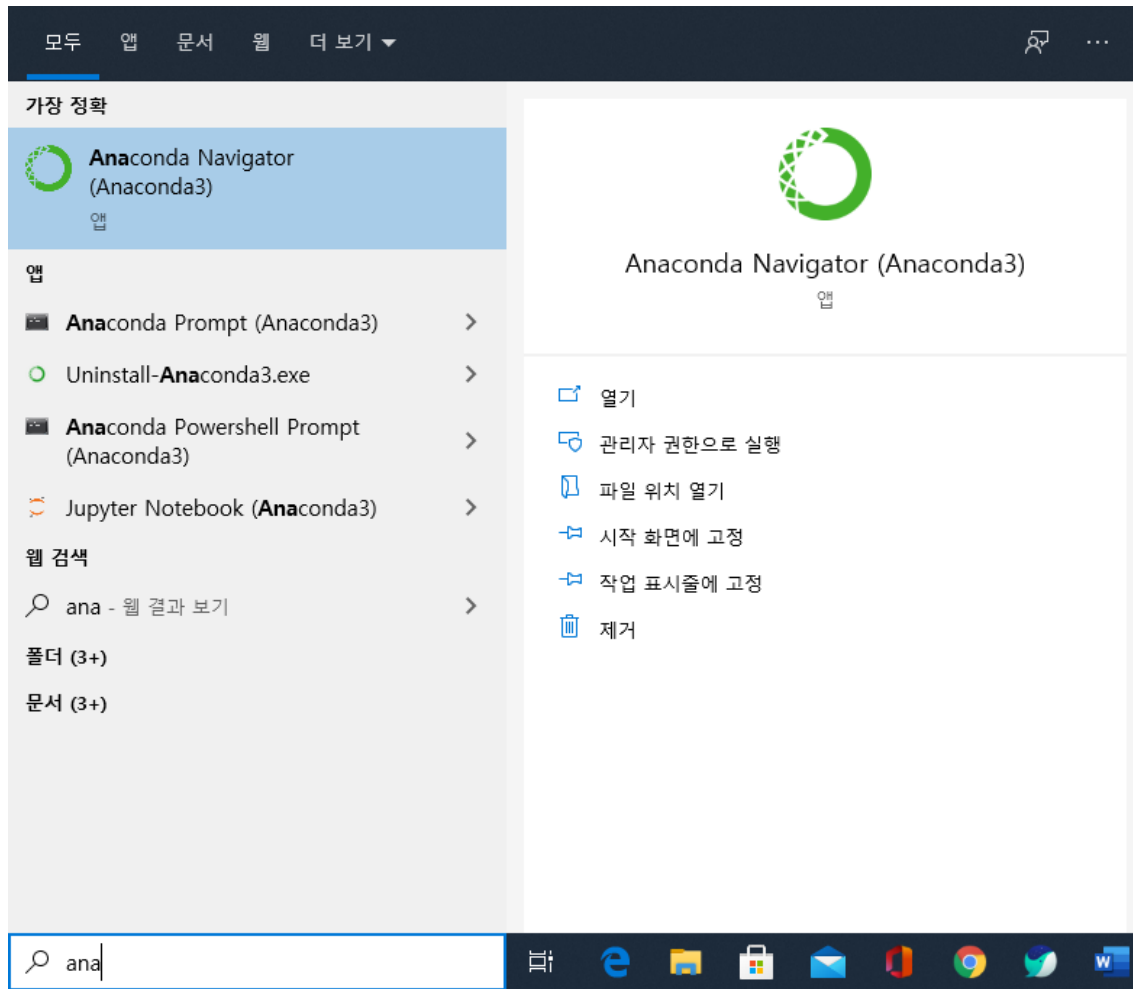 모두 앱 문서 웹 더 보기
가장 정확
Anaconda Navigator
(Anaconda3)
앱
앱
Anaconda Prompt (Anaconda3)
Uninstall-Anaconda3.exe
Anaconda Powershell Prompt
(Anaconda3)
Jupyter Notebook (Anaconda3)
웹 검색
ana - 웹 결과 보기
폴더 (3+)
문서 (3+)
Anaconda Navigator (Anaconda3)
앱
열기
관리자 권한으로 실행
파일 위치 열기
시작 화면에 고정
작업 표시줄에 고정
제거
ana
W